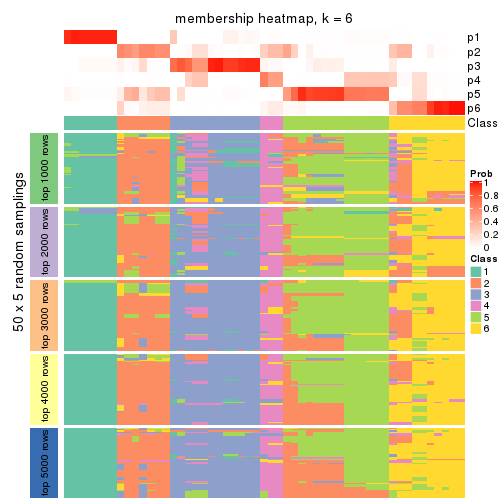 membership heatmap, k = 6
p1
p2
p3
p4
p5
p6
Class
50 x 5 random samplings
top 1000 rows
top 2000 rows
top 3000 rows
top 4000 rows
top 5000 rows
Prob
1
0.8
0.6
0.4
0.2
0
Class
1
2
3
4
5
6